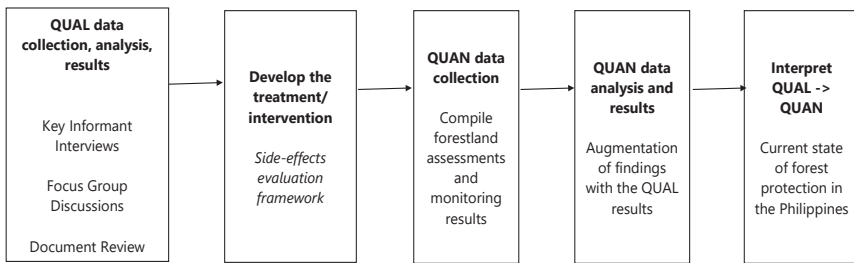 QUAL data
collection, analysis,
results
Key Informant
Interviews
Focus Group
Discussions
Document Review
Develop the
treatment/
intervention
Side-effects
evaluation
framework
QUAN data
collection
Compile
forestland
assessments
and
monitoring
results
QUAN data
analysis and
results
Augmentation
of findings
with the QUAL
results
Interpret
QUAL ->
QUAN
Current state
of forest
protection in
the Philippines